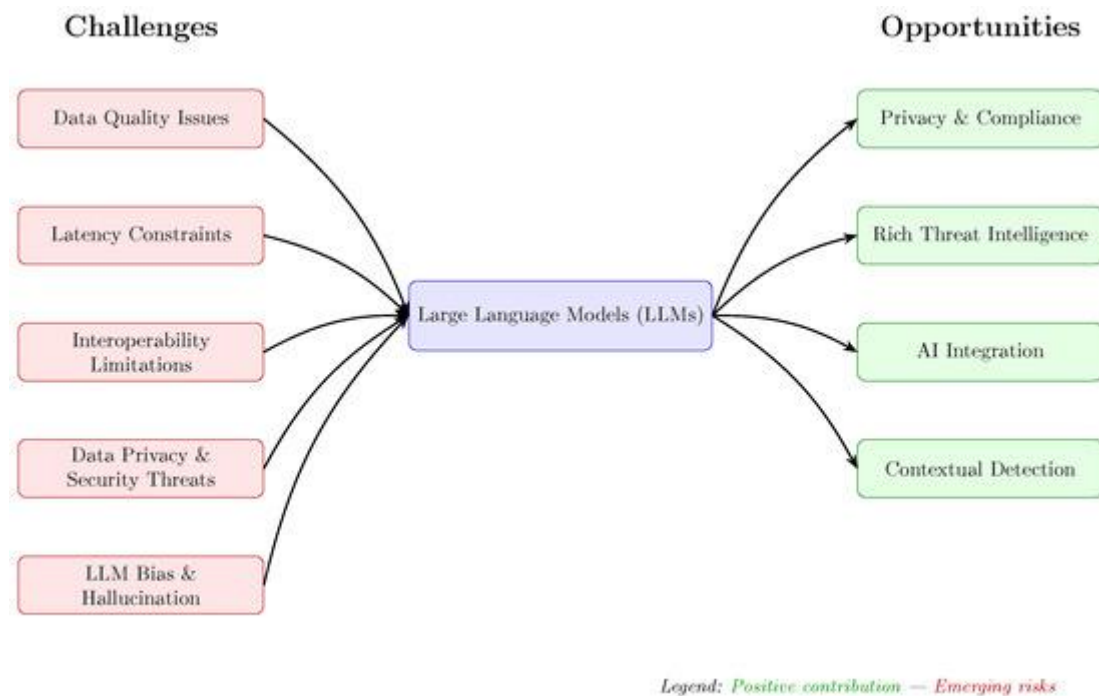 Challenges
Opportunities
Data Quality Issues
Latency Constraints
Interoperability
Limitations
Data Privacy &
Security Threats
LLM Bias &
Hallucination
Large Language Models (LLMs)
Privacy & Compliance
Rich Threat Intelligence
AI Integration
Contextual Detection
Legend: Positive contribution — Emerging risks